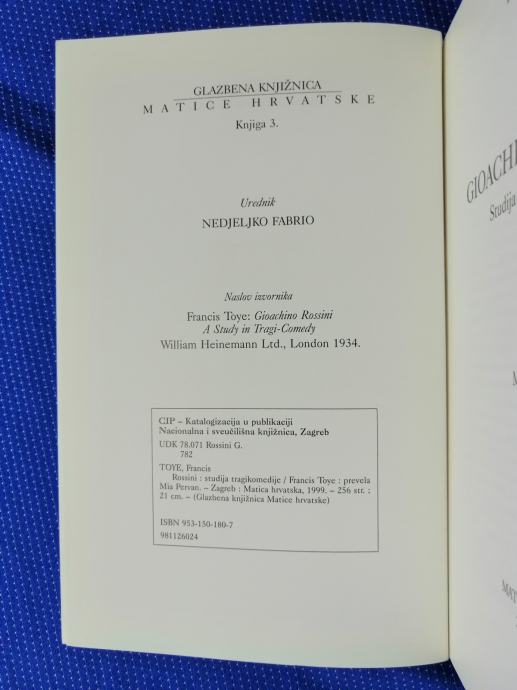 GLAZBENA KNJIŽNICA
MATICE HRVATSKE
Knjiga 3.
Urednik
NEDJELJKO FABRIO
Naslov izvornika
Francis Toye: Gioachino Rossini
A Study in Tragi-Comedy
William Heinemann Ltd., London 1934.
CIP – Katalogizacija u publikaciji
Nacionalna i sveučilišna knjižnica, Zagreb
UDK 78.071 Rossini G.
782
TOYE, Francis
Rossini : studija tragikomedije / Francis Toye : prevela
Mia Pervan. – Zagreb : Matica hrvatska, 1999. – 256 str. ;
21 cm. – (Glazbena knjižnica Matice hrvatske)
ISBN 953-150-180-7
981126024
Studija